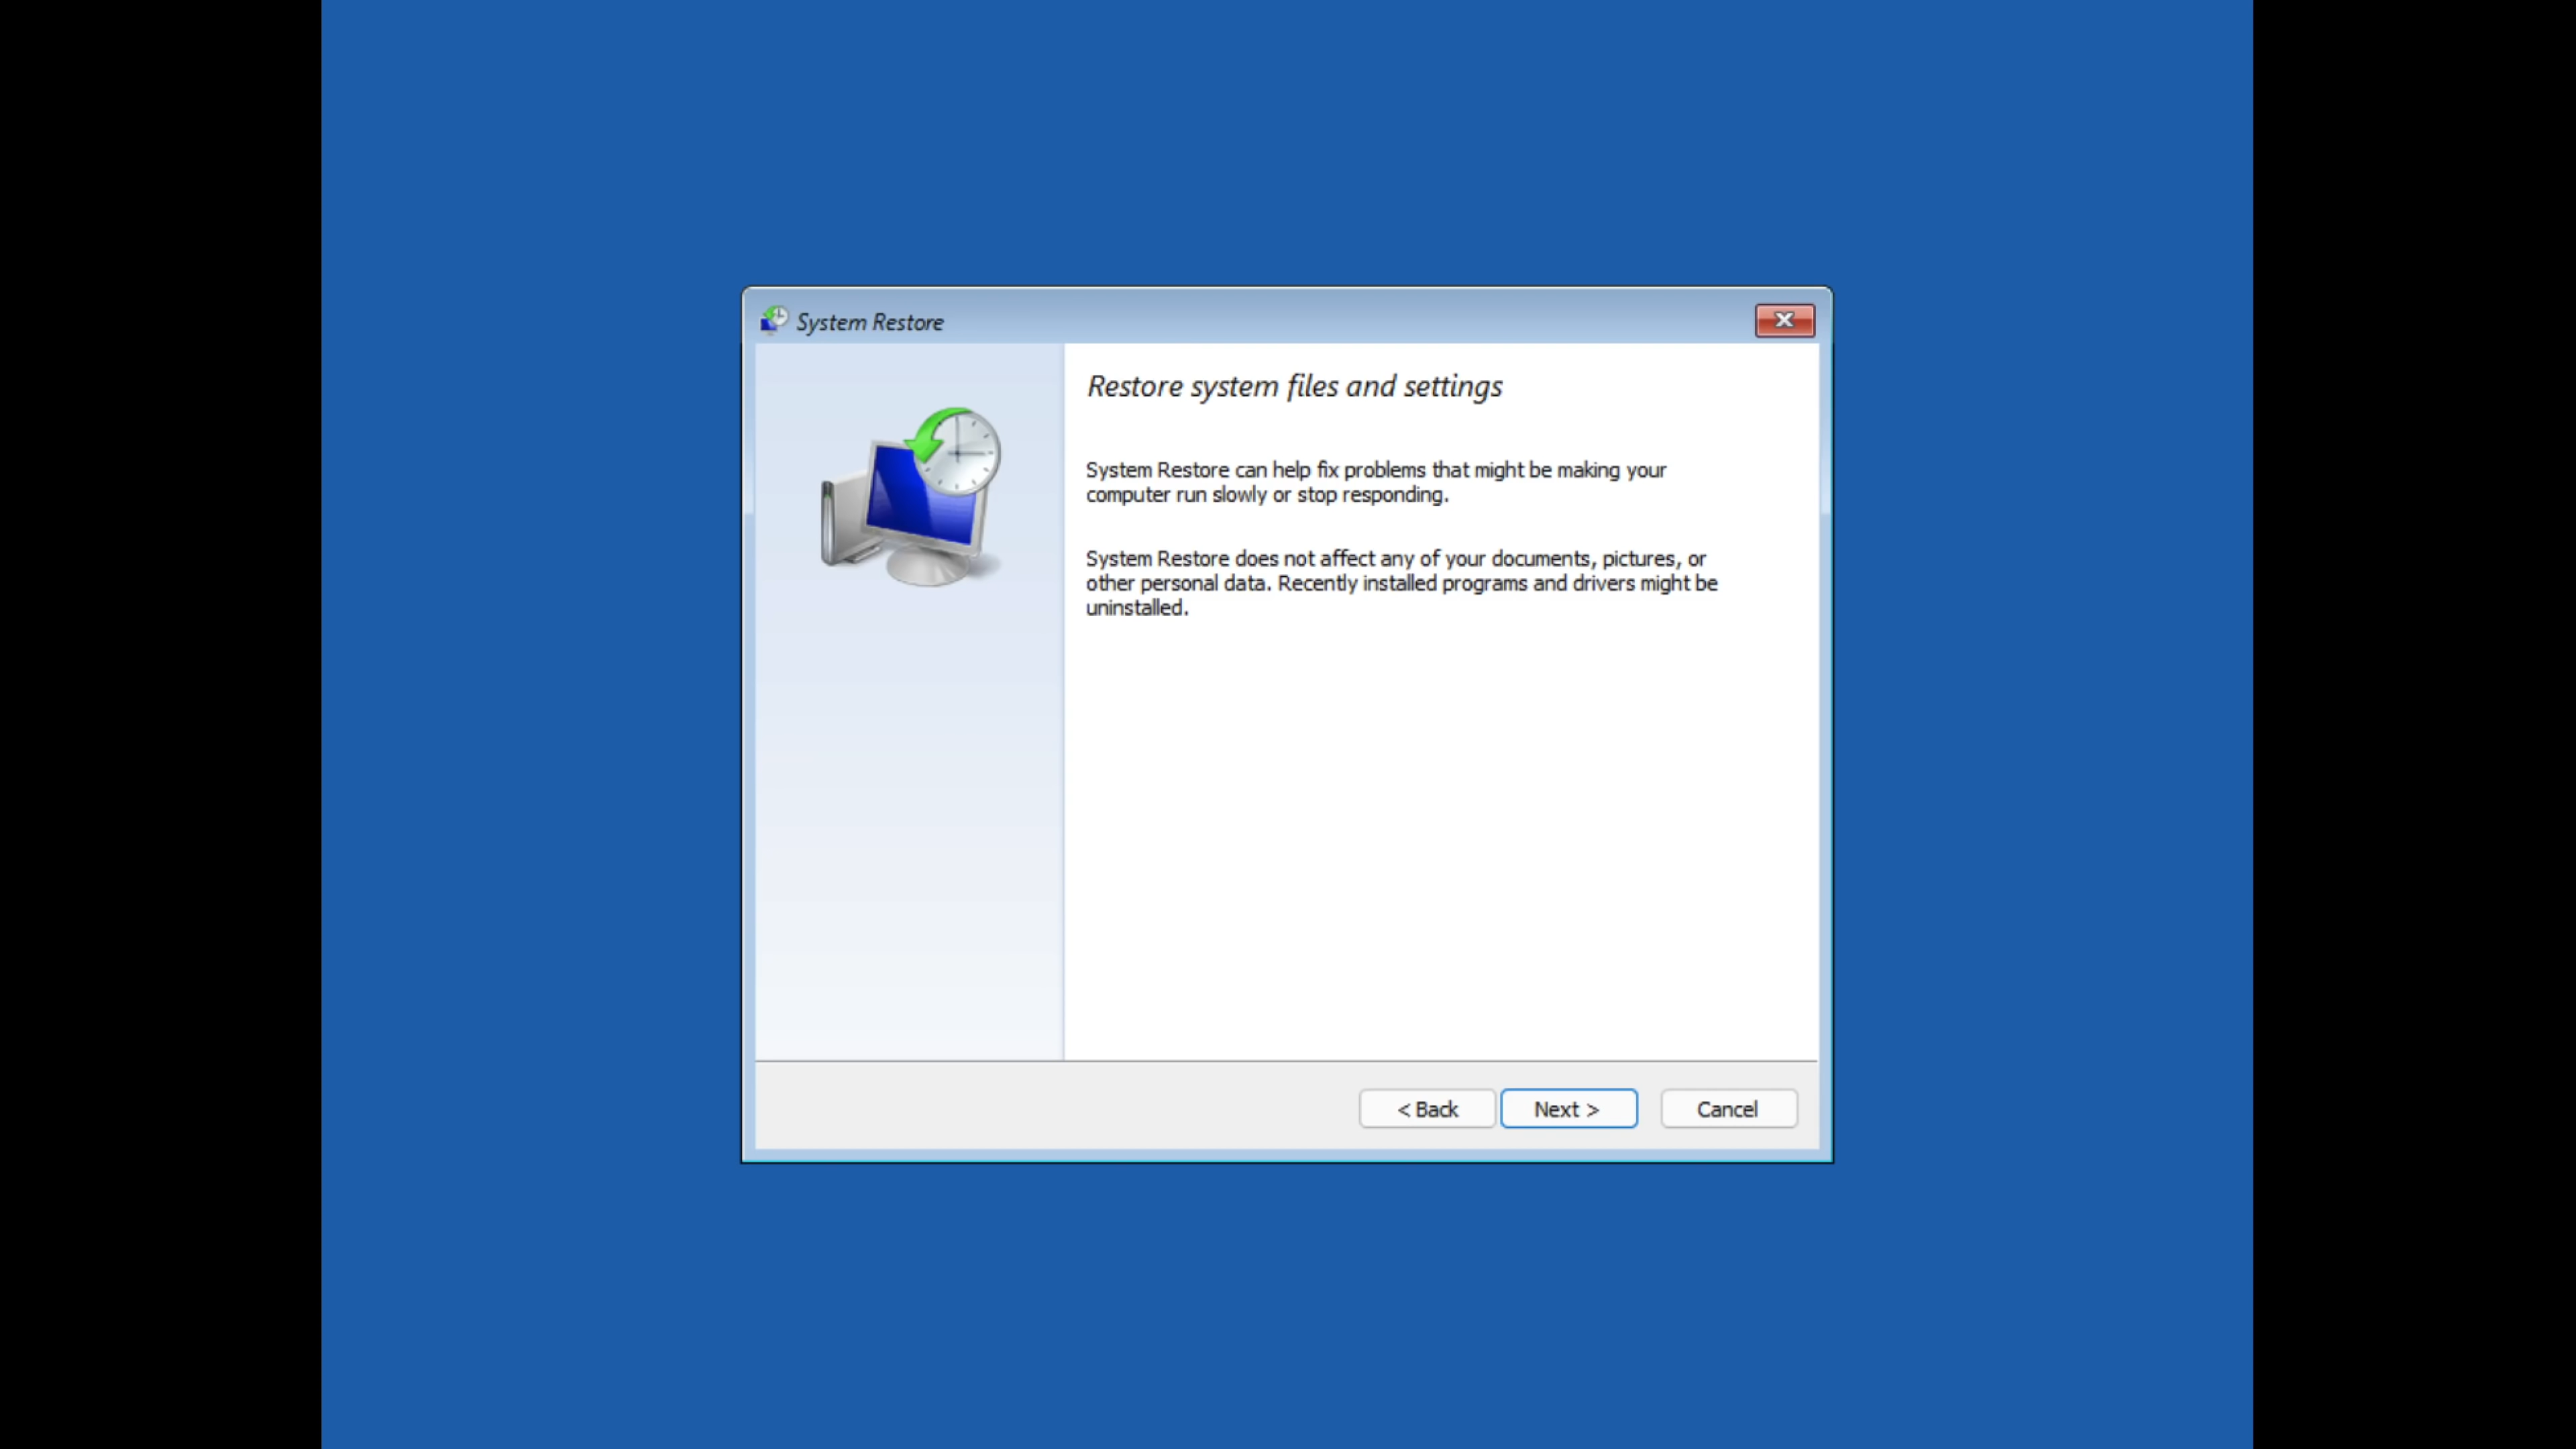 System Restore
Restore system files and settings
System Restore can help fix problems that might be making your
computer run slowly or stop responding.
System Restore does not affect any of your documents, pictures, or
other personal data. Recently installed programs and drivers might be
uninstalled.
< Back
Next >
Cancel